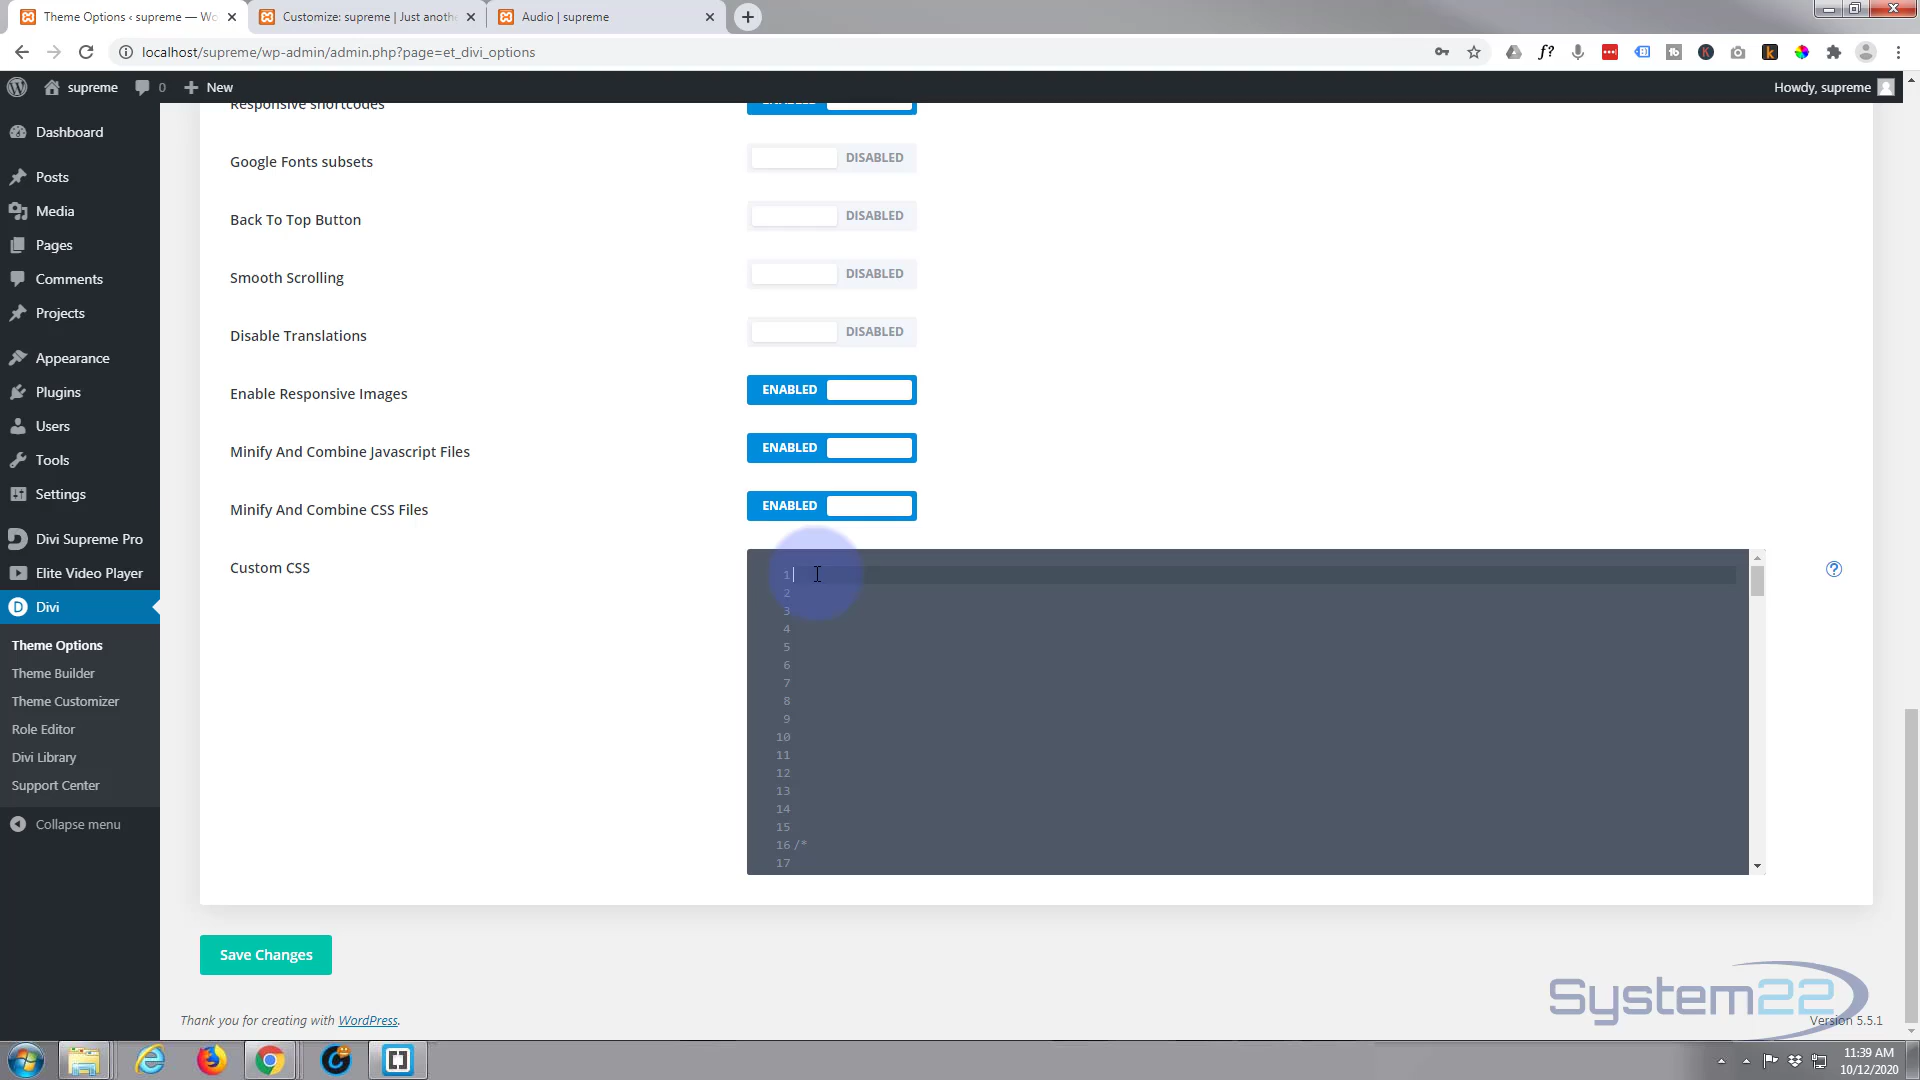 Theme Options ‹ supreme — Wo
Customize: supreme | Just anothe
Audio | supreme
localhost/supreme/wp-admin/admin.php?page=et_divi_options
supreme
0
New
Howdy, supreme
Dashboard
Posts
Media
Pages
Comments
Projects
Appearance
Plugins
Users
Tools
Settings
Divi Supreme Pro
Elite Video Player
Divi
Theme Options
Theme Builder
Theme Customizer
Role Editor
Divi Library
Support Center
Collapse menu
Responsive shortcodes
ENABLED
Google Fonts subsets
DISABLED
Back To Top Button
DISABLED
Smooth Scrolling
DISABLED
Disable Translations
DISABLED
Enable Responsive Images
ENABLED
Minify And Combine Javascript Files
ENABLED
Minify And Combine CSS Files
ENABLED
Custom CSS
1
2
3
4
5
6
7
8
9
10
11
12
13
14
15
16 /*
17
Save Changes
Thank you for creating with WordPress.
System22
Version 5.5.1
11:39 AM
10/12/2020